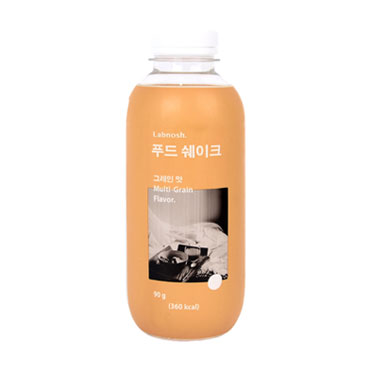 Labnosh.
푸드 쉐이크
그레인 맛
Multi Grain
Flavor.
90 g
(360 kcal)